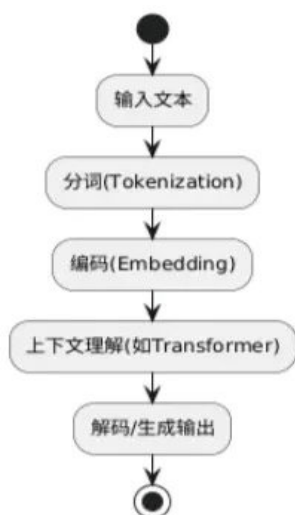 输入文本
分词(Tokenization)
编码(Embedding)
上下文理解(如Transformer)
解码/生成输出